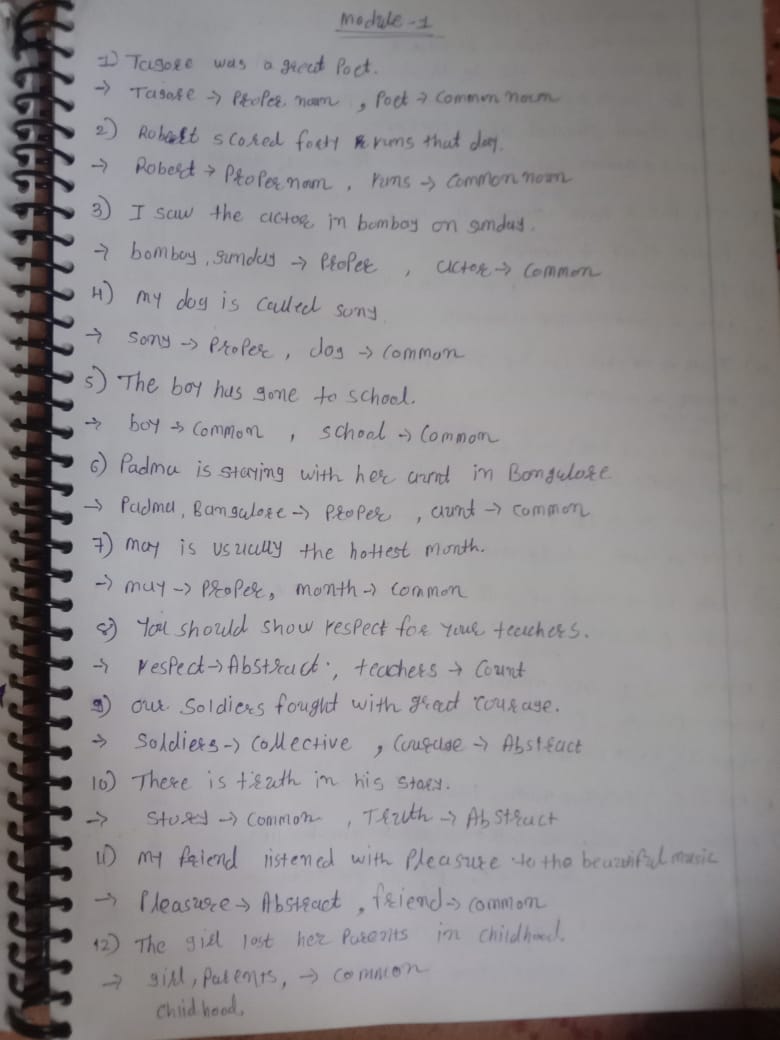 Module-1
1) Tagore was a great Poet.
→ Tagore → Proper noun, Poet → Common noun
2) Robert scored forty runs that day.
→ Robert → Proper noun, runs → Common noun
3) I saw the actor in bombay on sunday.
→ bombay, sunday → Proper, actor → Common
4) my dog is called sony
→ sony → Proper, dog → Common
5) The boy has gone to school.
→ boy → Common, school → Common
6) Padma is staying with her aunt in Bangalore
→ Padma, Bangalore → Proper, aunt → Common
7) may is usually the hottest month.
→ may → Proper, month → Common
8) You should show respect for your teachers.
→ respect → Abstract, teachers → Count
9) Our Soldiers fought with great courage.
→ Soldiers → Collective, Courage → Abstract
10) There is truth in his story.
→ Story → Common, Truth → Abstract
11) my friend listened with Pleasure to the beautiful music
→ Pleasure → Abstract, friend → Common
12) The girl lost her Parents in childhood.
→ girl, Parents, → Common
childhood.